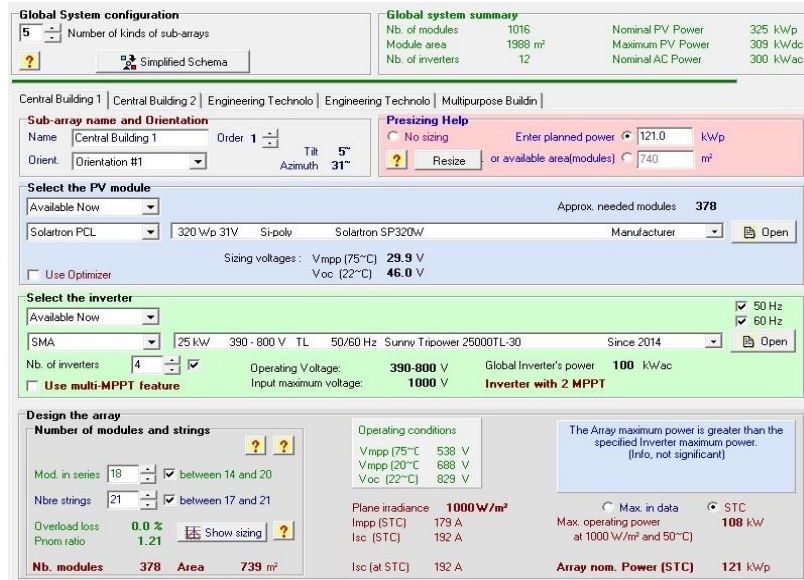 Global System configuration
5 Number of kinds of sub-arrays
? Simplified Schema
Global system summary
Nb. of modules 1016 Nominal PV Power 325 kWp
Module area 1988 m² Maximum PV Power 309 kWdc
Nb. of inverters 12 Nominal AC Power 300 kWac
Central Building 1 Central Building 2 Engineering Technolo Engineering Technolo Multipurpose Buildin
Sub-array name and Orientation
Name Central Building 1 Order 1
Orient. Orientation #1 Tilt 5~
Azimuth 31~
Presizing Help
No sizing Enter planned power 121.0 kWp
? Resize . or available area(modules) 740 m²
Select the PV module
Available Now Approx. needed modules 378
Solartron PCL 320 Wp 31V Si-poly Solartron SP320W Manufacturer Open
Sizing voltages : Vmpp (75~C) 29.9 V
Use Optimizer Voc (22~C) 46.0 V
Select the inverter
Available Now 50 Hz
60 Hz
SMA 25 kW 390 - 800 V TL 50/60 Hz Sunny Tripower 25000TL-30 Since 2014 Open
Nb. of inverters 4 Operating Voltage: 390-800 V Global Inverter's power 100 kWac
Use multi-MPPT feature Input maximum voltage: 1000 V Inverter with 2 MPPT
Design the array
Number of modules and strings
? ?
Mod. in series 18 between 14 and 20
Nbre strings 21 between 17 and 21
Overload loss 0.0 %
Pnom ratio 1.21 Show sizing ?
Nb. modules 378 Area 739 m²
Operating conditions
Vmpp (75~C 538 V
Vmpp (20~C 688 V
Voc (22~C) 829 V
Plane irradiance 1000 W/m²
Impp (STC) 179 A
Isc (STC) 192 A
Isc (at STC) 192 A
The Array maximum power is greater than the
specified Inverter maximum power.
(Info, not significant)
Max. in data STC
Max. operating power 108 kW
at 1000 W/m² and 50~C)
Array nom. Power (STC) 121 kWp